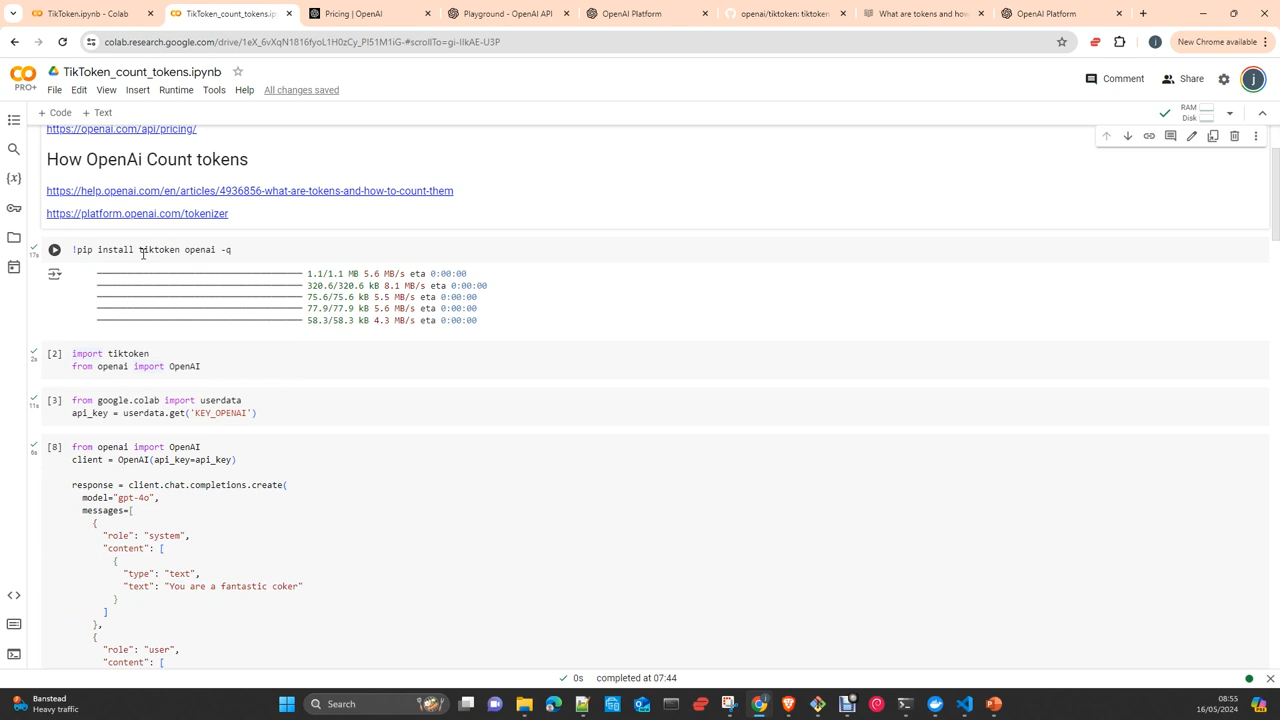 TikToken.ipynb - Colab
TikToken_count_tokens.ipynb
Pricing | OpenAI
Playground - OpenAI API
OpenAI Platform
openai/tiktoken: tiktoken
What are tokens and how
OpenAI Platform
colab.research.google.com/drive/1eX_6vXqN1816fyoL1H0zCy_PI51M1iG-#scrollTo=gi-IIkAE-U3P
New Chrome available
PRO+
TikToken_count_tokens.ipynb
File Edit View Insert Runtime Tools Help All changes saved
Comment
Share
j
+ Code + Text
RAM
Disk
https://openai.com/api/pricing/
How OpenAi Count tokens
https://help.openai.com/en/articles/4936856-what-are-tokens-and-how-to-count-them
https://platform.openai.com/tokenizer
17s
!pip install tiktoken openai -q
1.1/1.1 MB 5.6 MB/s eta 0:00:00
320.6/320.6 kB 8.1 MB/s eta 0:00:00
75.6/75.6 kB 5.5 MB/s eta 0:00:00
77.9/77.9 kB 5.6 MB/s eta 0:00:00
58.3/58.3 kB 4.3 MB/s eta 0:00:00
2s
[2] import tiktoken
from openai import OpenAI
11s
[3] from google.colab import userdata
api_key = userdata.get('KEY_OPENAI')
6s
[8] from openai import OpenAI
client = OpenAI(api_key=api_key)
response = client.chat.completions.create(
model="gpt-4o",
messages=[
{
"role": "system",
"content": [
{
"type": "text",
"text": "You are a fantastic coker"
}
]
},
{
"role": "user",
"content": [
0s completed at 07:44
Banstead
Heavy traffic
Search
08:55
16/05/2024